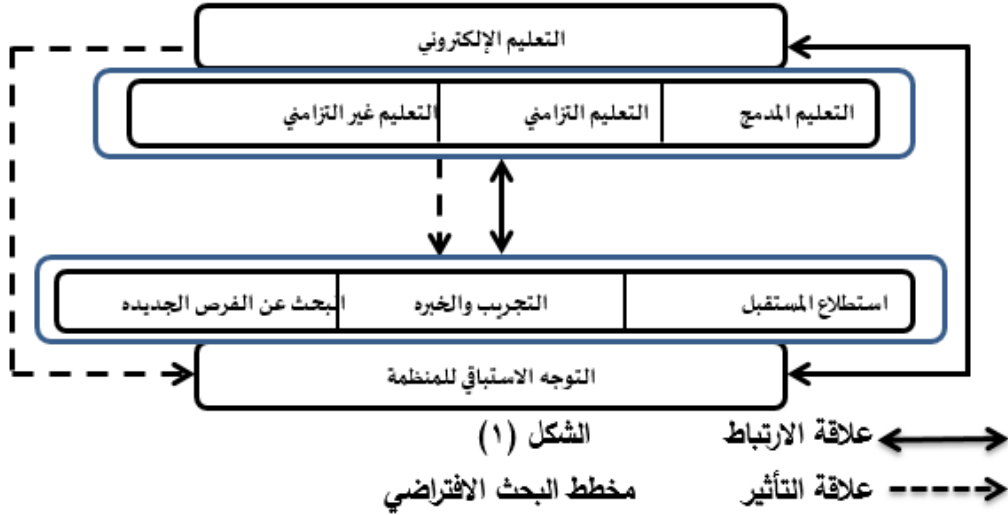 التعليم الإلكتروني
التعليم المدمج التعليم التزامني التعليم غير التزامني
استطلاع المستقبل التجريب والخبره البحث عن الفرص الجديده
التوجه الاستباقي للمنظمة
علاقة الارتباط الشكل (١)
علاقة التأثير مخطط البحث الافتراضي